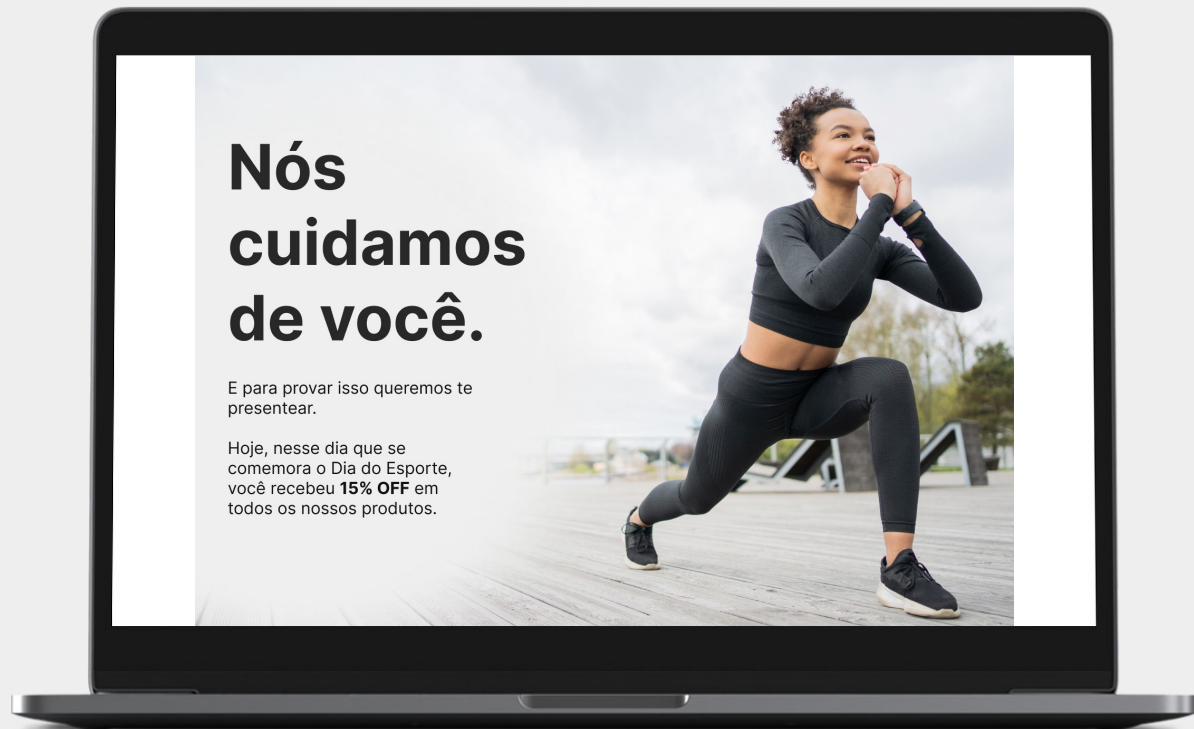 Nós
cuidamos
de você.
E para provar isso queremos te
presentear.
Hoje, nesse dia que se
comemora o Dia do Esporte,
você recebeu 15% OFF em
todos os nossos produtos.